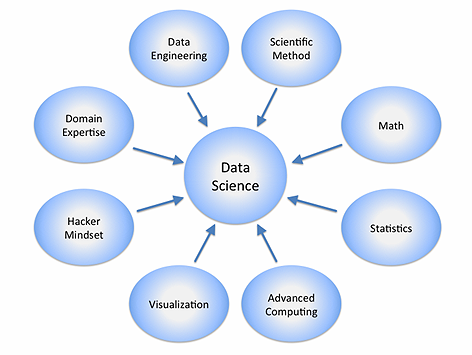 Data
Engineering
Scientific
Method
Domain
Expertise
Math
Data
Science
Hacker
Mindset
Statistics
Visualization
Advanced
Computing